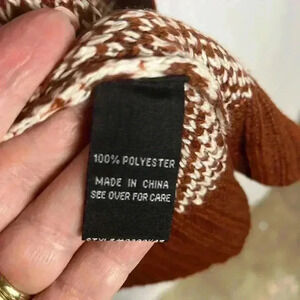 100% POLYESTER
MADE IN CHINA
SEE OVER FOR CARE